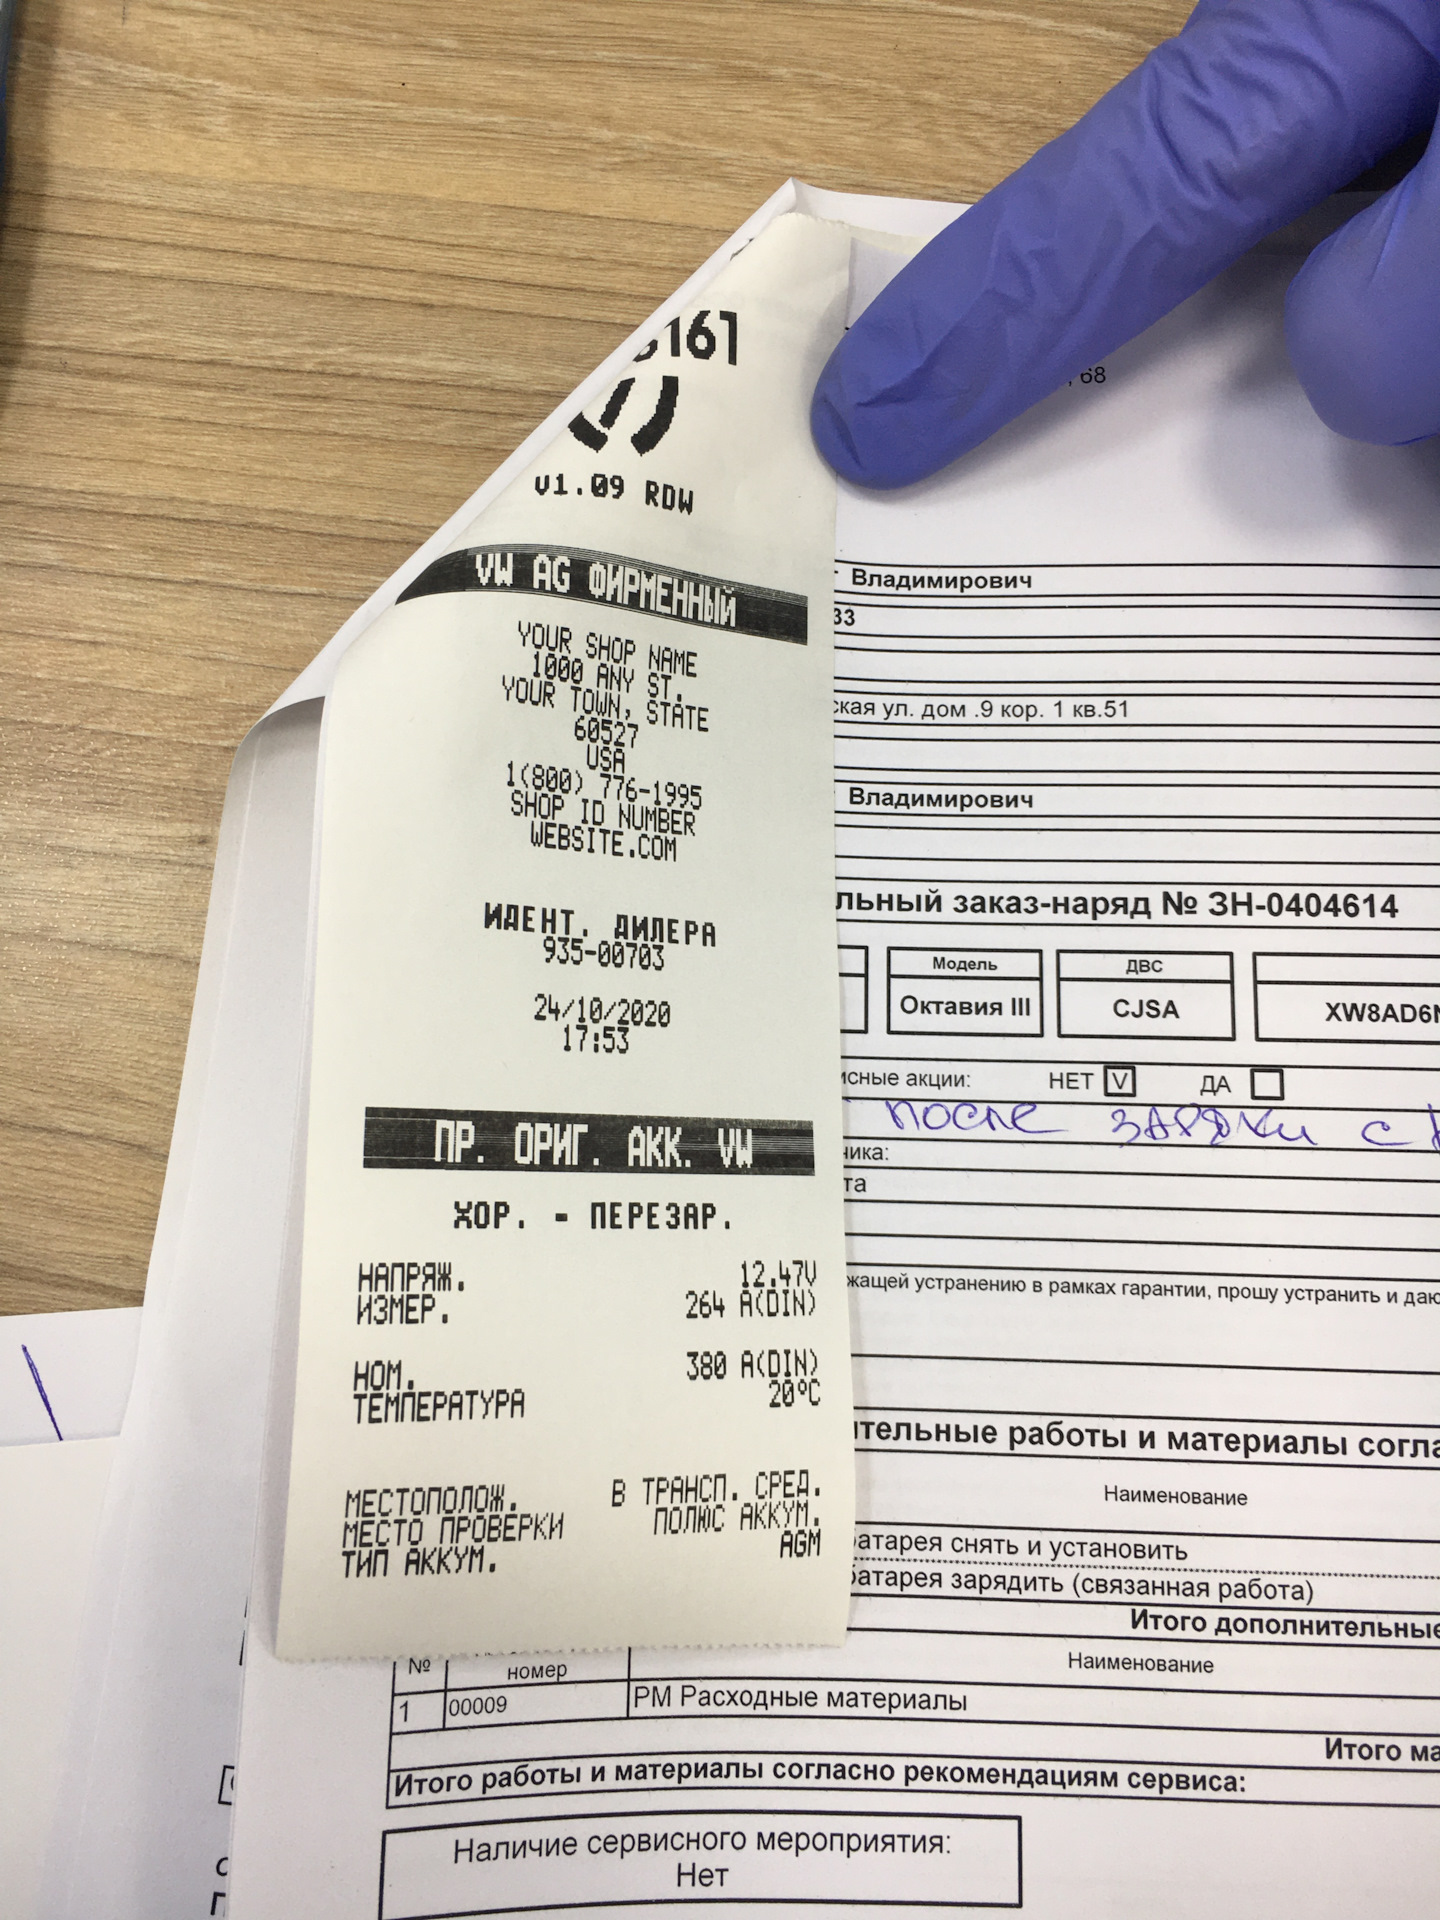 161
v1.09 RDW
VW AG ФИРМЕННЫЙ
YOUR SHOP NAME
1000 ANY ST.
YOUR TOWN, STATE
60527
USA
1(800) 776-1995
SHOP ID NUMBER
WEBSITE.COM
ИДЕНТ. ДИЛЕРА
935-00703
24/10/2020
17:53
ПР. ОРИГ. АКК. VW
ХОР. - ПЕРЕЗАР.
НАПРЯЖ. 12.47V
ИЗМЕР. 264 A(DIN)
НОМ. 380 A(DIN)
ТЕМПЕРАТУРА 20°C
МЕСТОПОЛОЖ. В ТРАНСП. СРЕД.
МЕСТО ПРОВЕРКИ ПОЛЮС АККУМ.
ТИП АККУМ. AGM
, 68
Владимирович
33
ская ул. дом .9 кор. 1 кв.51
Владимирович
льный заказ-наряд № ЗН-0404614
Модель ДВС
Октавия III CJSA XW8AD6
исные акции: НЕТ V ДА
после зарядки с
чика:
та
жащей устранению в рамках гарантии, прошу устранить и даю
тельные работы и материалы согла
Наименование
батарея снять и установить
батарея зарядить (связанная работа)
Итого дополнительные
№ номер Наименование
1 00009 РМ Расходные материалы
Итого ма
Итого работы и материалы согласно рекомендациям сервиса:
Наличие сервисного мероприятия:
Нет